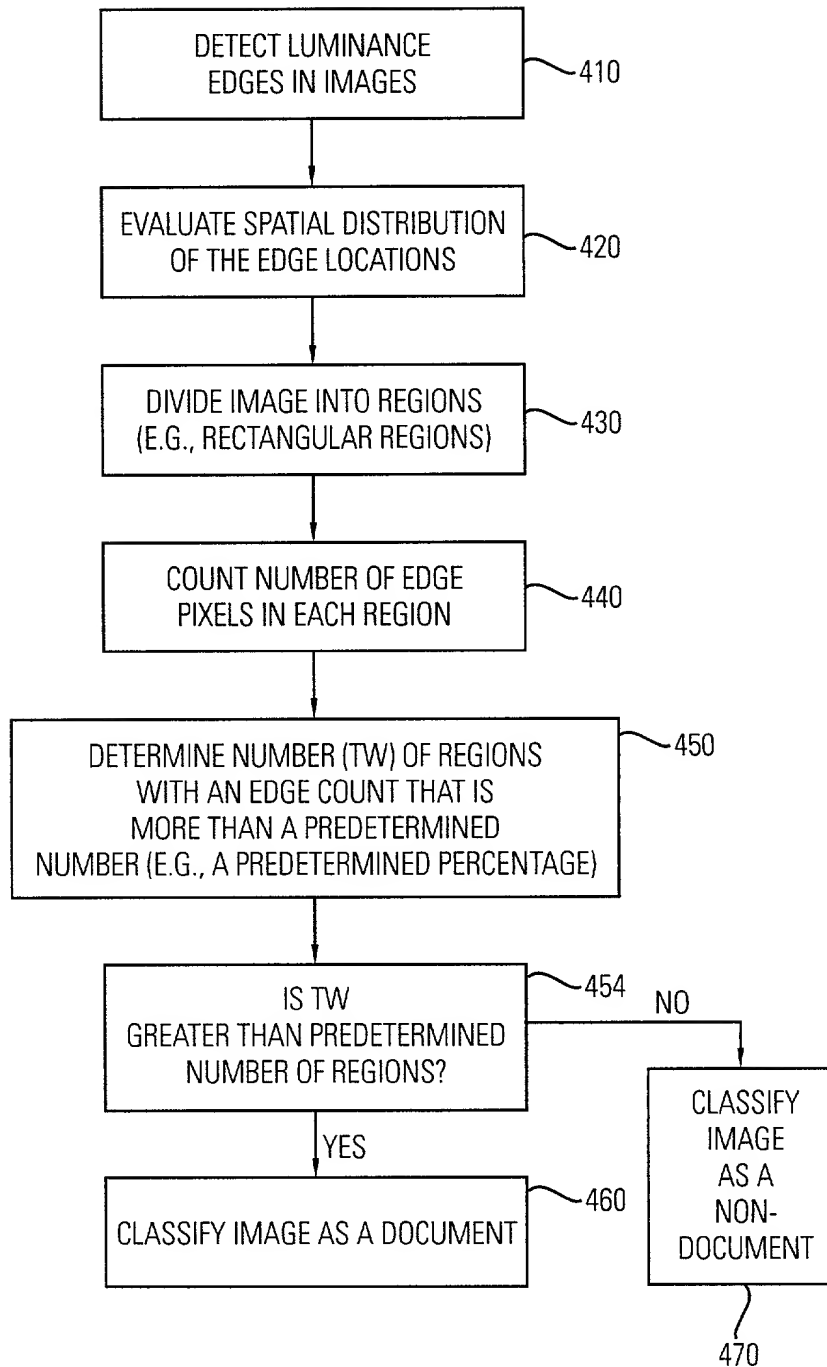 DETECT LUMINANCE
EDGES IN IMAGES
410
EVALUATE SPATIAL DISTRIBUTION
OF THE EDGE LOCATIONS
420
DIVIDE IMAGE INTO REGIONS
(E.G., RECTANGULAR REGIONS)
430
COUNT NUMBER OF EDGE
PIXELS IN EACH REGION
440
DETERMINE NUMBER (TW) OF REGIONS
WITH AN EDGE COUNT THAT IS
MORE THAN A PREDETERMINED
NUMBER (E.G., A PREDETERMINED PERCENTAGE)
450
IS TW
GREATER THAN PREDETERMINED
NUMBER OF REGIONS?
454
NO
YES
CLASSIFY IMAGE AS A DOCUMENT
460
CLASSIFY
IMAGE
AS A
NON-
DOCUMENT
470